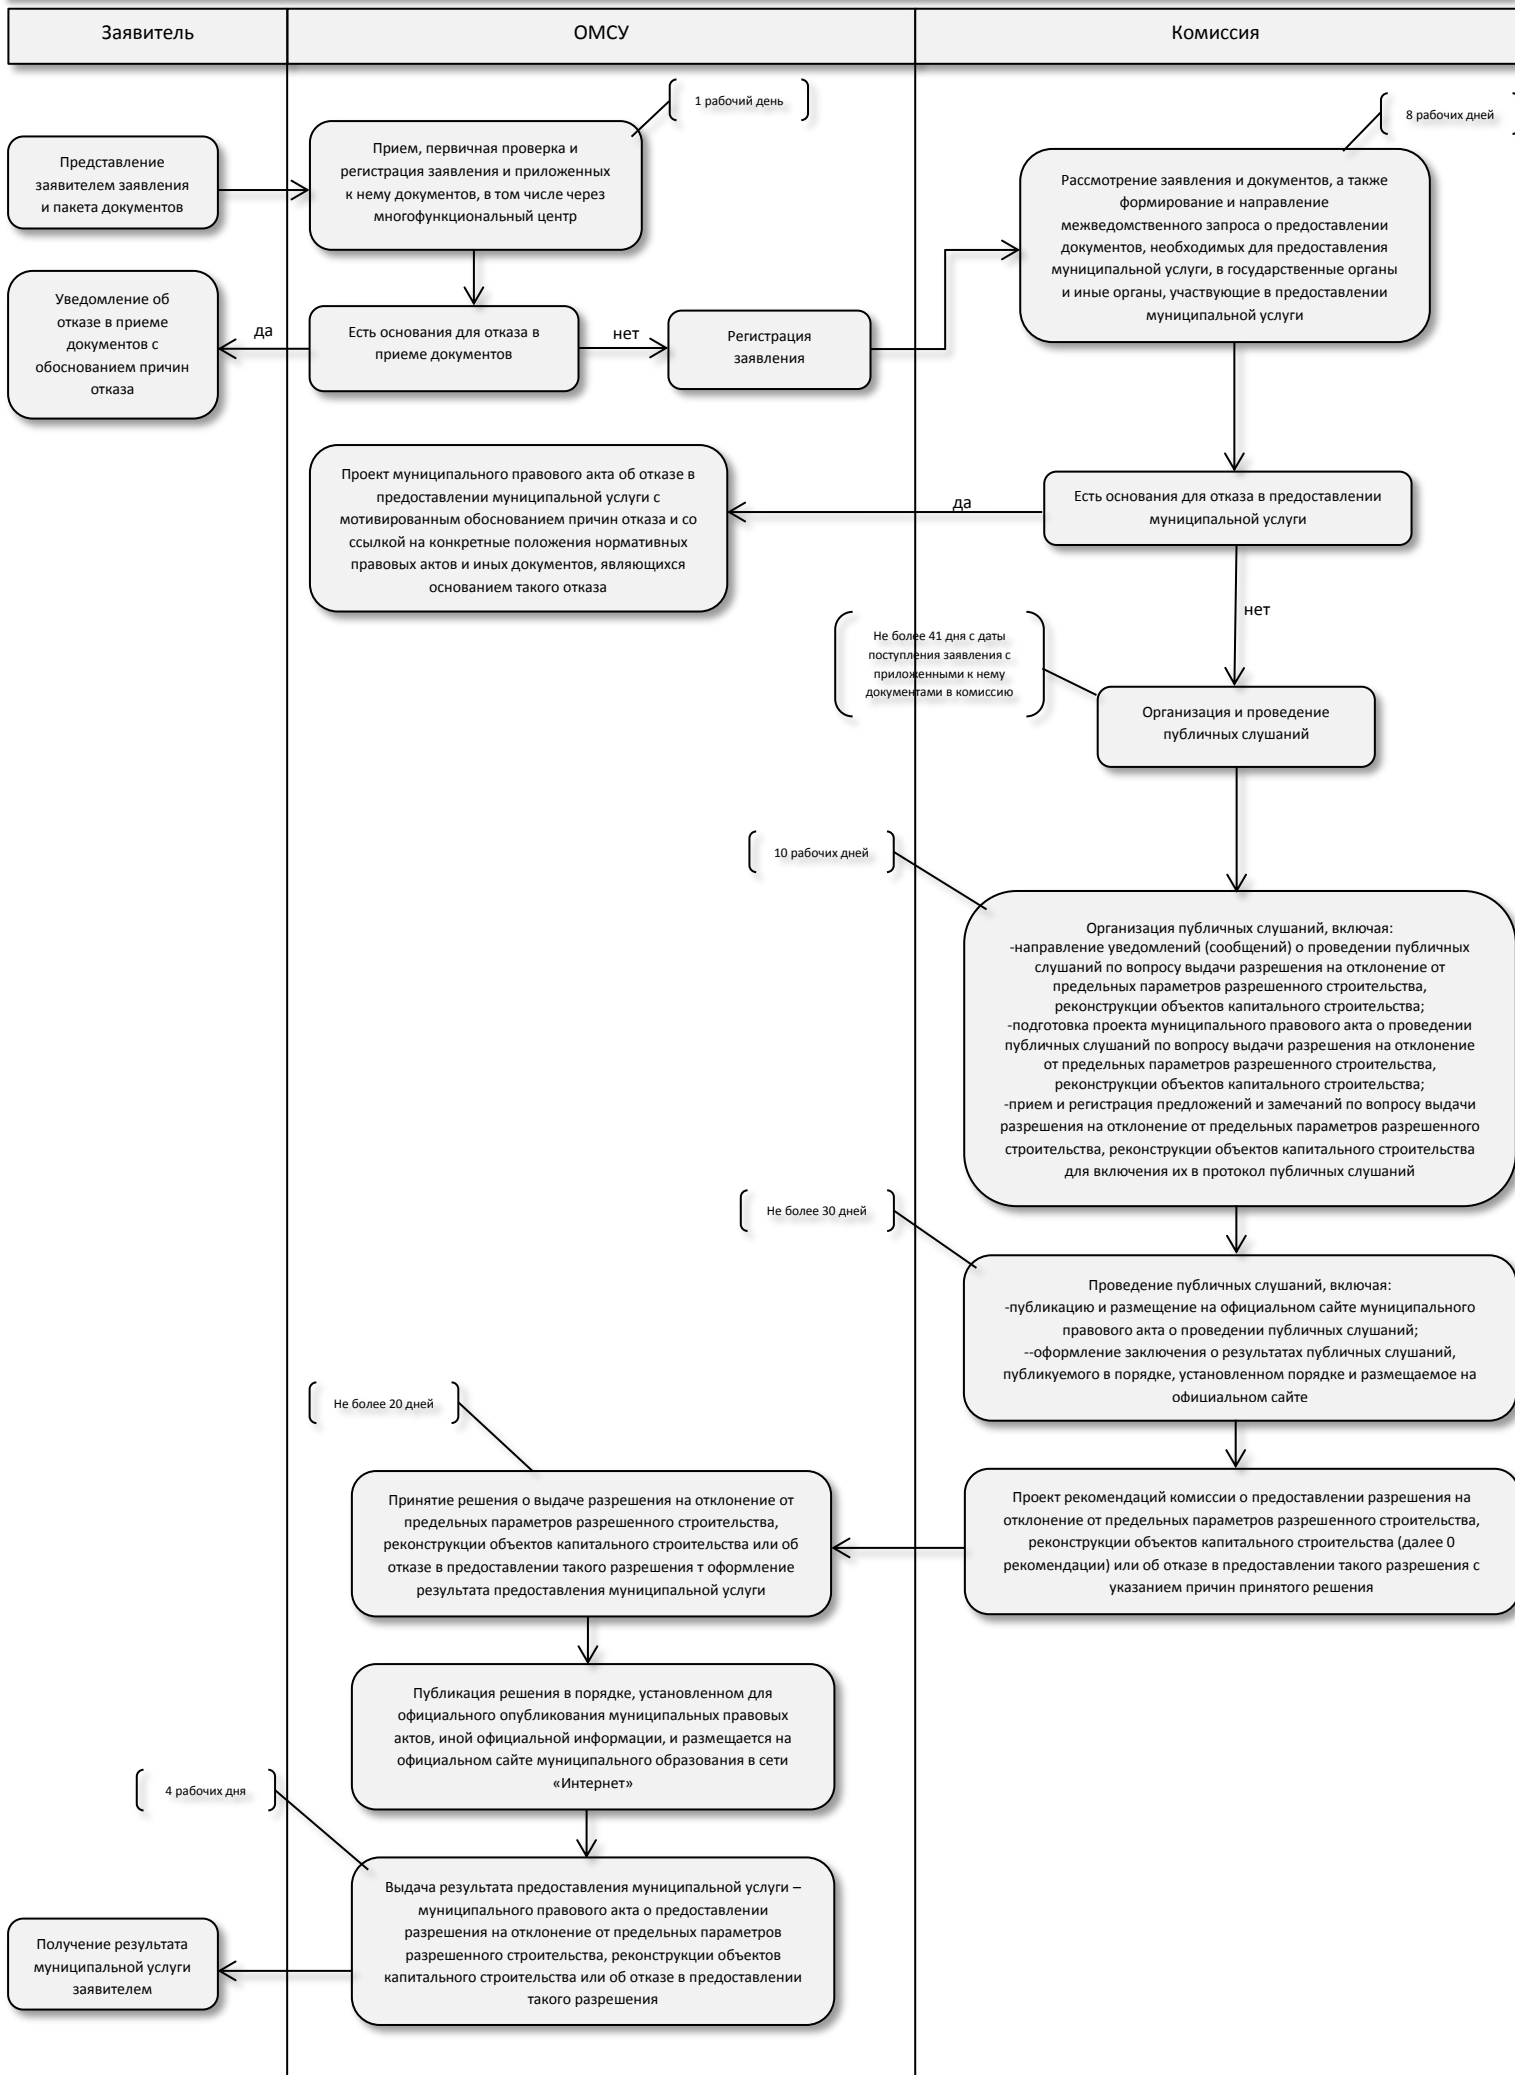 Заявитель
ОМСУ
Комиссия
1 рабочий день
8 рабочих дней
Представление
заявителем заявления
и пакета документов
Прием, первичная проверка и
регистрация заявления и приложенных
к нему документов, в том числе через
многофункциональный центр
Рассмотрение заявления и документов, а также
формирование и направление
межведомственного запроса о предоставлении
документов, необходимых для предоставления
муниципальной услуги, в государственные органы
и иные органы, участвующие в предоставлении
муниципальной услуги
Уведомление об
отказе в приеме
документов с
обоснованием причин
отказа
да
Есть основания для отказа в
приеме документов
нет
Регистрация
заявления
Проект муниципального правового акта об отказе в
предоставлении муниципальной услуги с
мотивированным обоснованием причин отказа и со
ссылкой на конкретные положения нормативных
правовых актов и иных документов, являющихся
основанием такого отказа
да
Есть основания для отказа в предоставлении
муниципальной услуги
нет
Не более 41 дня с даты
поступления заявления с
приложенными к нему
документами в комиссию
Организация и проведение
публичных слушаний
10 рабочих дней
Организация публичных слушаний, включая:
-направление уведомлений (сообщений) о проведении публичных
слушаний по вопросу выдачи разрешения на отклонение от
предельных параметров разрешенного строительства,
реконструкции объектов капитального строительства;
-подготовка проекта муниципального правового акта о проведении
публичных слушаний по вопросу выдачи разрешения на отклонение
от предельных параметров разрешенного строительства,
реконструкции объектов капитального строительства;
-прием и регистрация предложений и замечаний по вопросу выдачи
разрешения на отклонение от предельных параметров разрешенного
строительства, реконструкции объектов капитального строительства
для включения их в протокол публичных слушаний
Не более 30 дней
Проведение публичных слушаний, включая:
-публикацию и размещение на официальном сайте муниципального
правового акта о проведении публичных слушаний;
--оформление заключения о результатах публичных слушаний,
публикуемого в порядке, установленном порядке и размещаемое на
официальном сайте
Не более 20 дней
Принятие решения о выдаче разрешения на отклонение от
предельных параметров разрешенного строительства,
реконструкции объектов капитального строительства или об
отказе в предоставлении такого разрешения т оформление
результата предоставления муниципальной услуги
Проект рекомендаций комиссии о предоставлении разрешения на
отклонение от предельных параметров разрешенного строительства,
реконструкции объектов капитального строительства (далее 0
рекомендации) или об отказе в предоставлении такого разрешения с
указанием причин принятого решения
Публикация решения в порядке, установленном для
официального опубликования муниципальных правовых
актов, иной официальной информации, и размещается на
официальном сайте муниципального образования в сети
«Интернет»
4 рабочих дня
Выдача результата предоставления муниципальной услуги –
муниципального правового акта о предоставлении
разрешения на отклонение от предельных параметров
разрешенного строительства, реконструкции объектов
капитального строительства или об отказе в предоставлении
такого разрешения
Получение результата
муниципальной услуги
заявителем